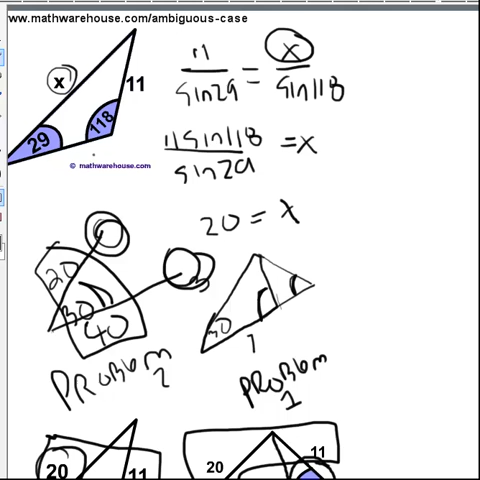 www.mathwarehouse.com/ambiguous-case
x
11
29
118
© mathwarehouse.com
11 / sin29 = x / sin118
11sin118 / sin29 = x
20 = x
20
30
40
30
7
PROBLEM
2
PROBLEM
1
20
11
20
11